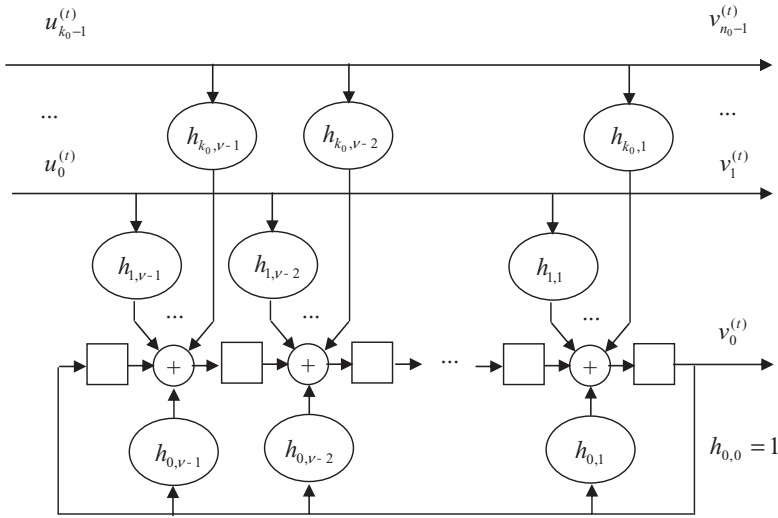 u_{k_0-1}^{(t)} v_{n_0-1}^{(t)}
... ...
h_{k_0,ν-1} h_{k_0,ν-2} h_{k_0,1}
u_0^{(t)} v_1^{(t)}
h_{1,ν-1} h_{1,ν-2} h_{1,1}
... ... ...
v_0^{(t)}
+ + ... +
h_{0,ν-1} h_{0,ν-2} h_{0,1} h_{0,0} = 1